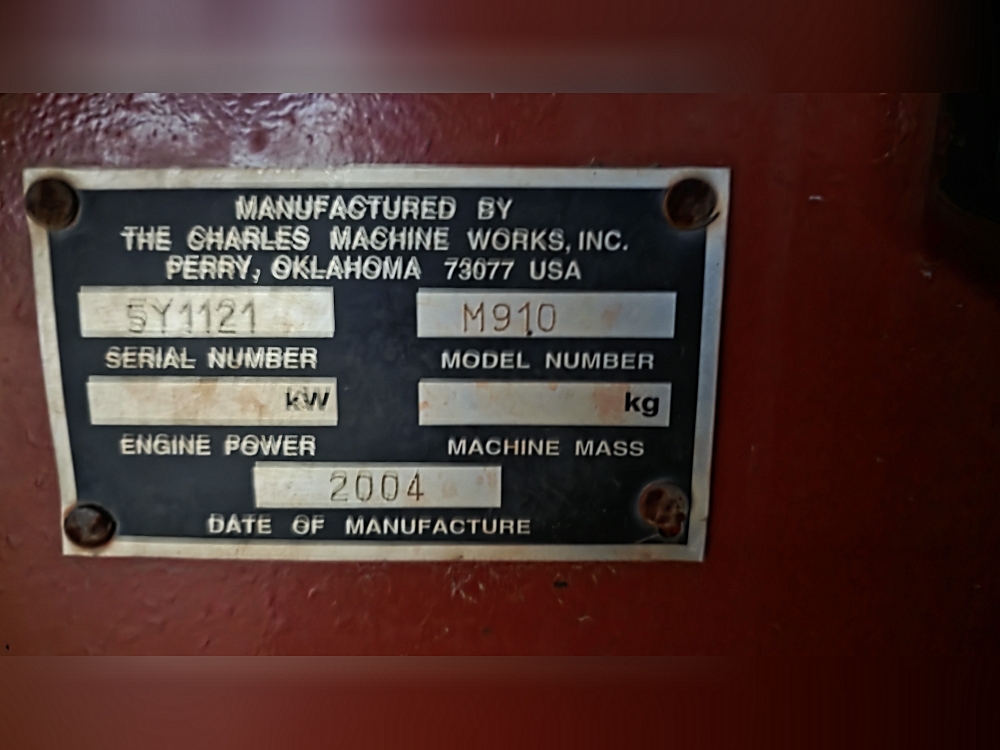 MANUFACTURED BY
THE CHARLES MACHINE WORKS, INC.
PERRY, OKLAHOMA 73077 USA
5Y1121 M910
SERIAL NUMBER MODEL NUMBER
kW kg
ENGINE POWER MACHINE MASS
2004
DATE OF MANUFACTURE